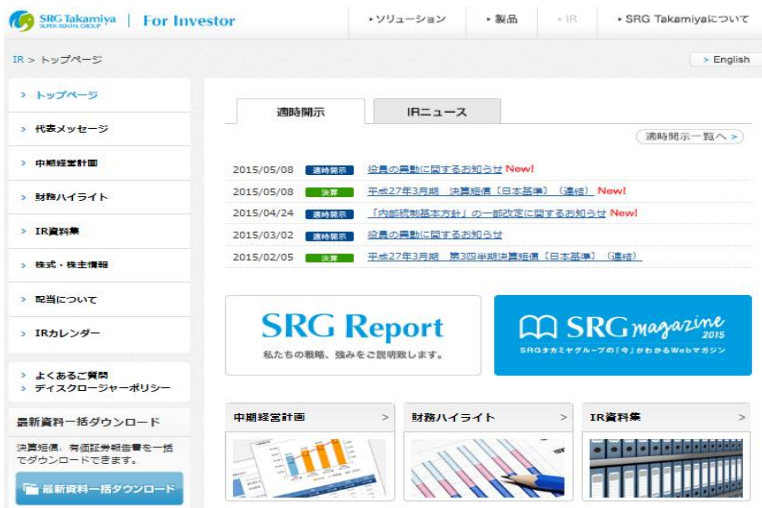 SRG Takamiya
SUPER RENTAL GROUP
For Investor
ソリューション
製品
IR
SRG Takamiyaについて
IR > トップページ
> English
> トップページ
> 代表メッセージ
> 中期経営計画
> 財務ハイライト
> IR資料集
> 株式・株主情報
> 配当について
> IRカレンダー
> よくあるご質問
> ディスクロージャーポリシー
最新資料一括ダウンロード
決算短信、有価証券報告書を一括
でダウンロードできます。
最新資料一括ダウンロード
適時開示
IRニュース
適時開示一覧へ >
2015/05/08 適時開示 役員の異動に関するお知らせ New!
2015/05/08 決算 平成27年3月期 決算短信〔日本基準〕(連結) New!
2015/04/24 適時開示 「内部統制基本方針」の一部改定に関するお知らせ New!
2015/03/02 適時開示 役員の異動に関するお知らせ
2015/02/05 決算 平成27年3月期 第3四半期決算短信〔日本基準〕(連結)
SRG Report
私たちの戦略、強みをご説明致します。
SRG magazine
2015
SRGタカミヤグループの「今」がわかるWebマガジン
中期経営計画 >
財務ハイライト >
IR資料集 >